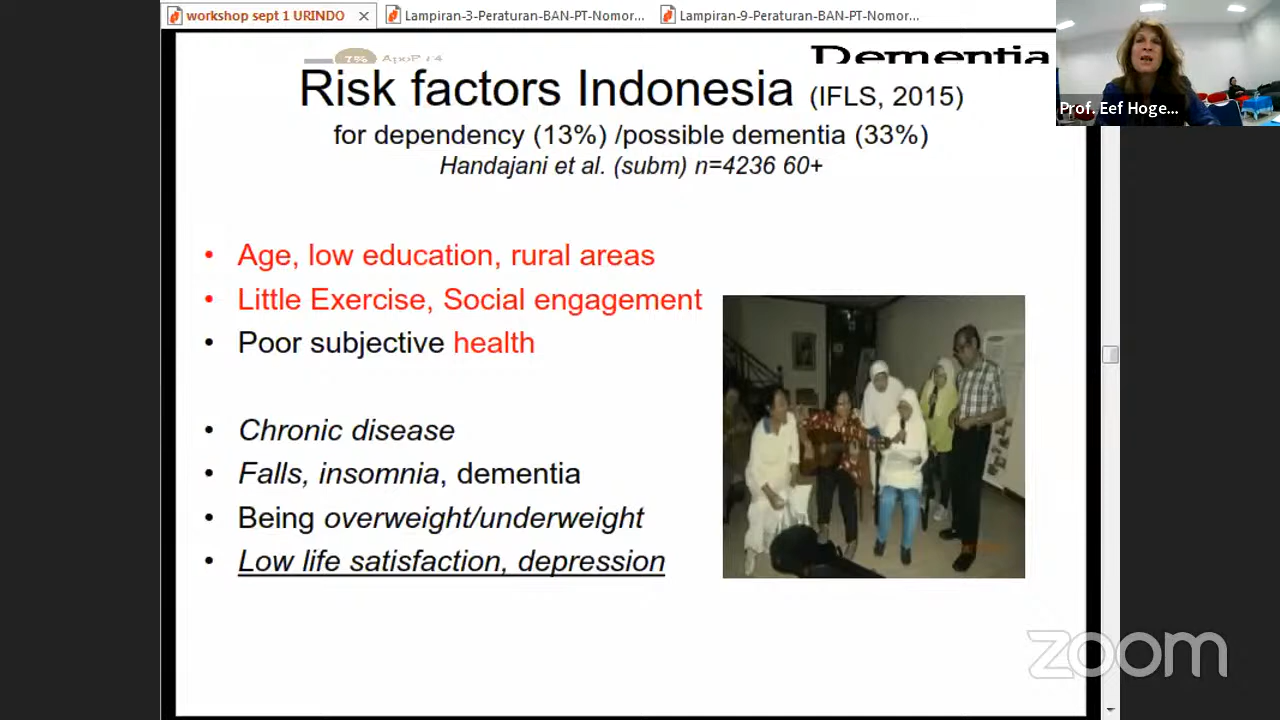 workshop sept 1 URINDO
Lampiran-3-Peraturan-BAN-PT-Nomor...
Lampiran-9-Peraturan-BAN-PT-Nomor...
7%
Dementia
Risk factors Indonesia (IFLS, 2015)
for dependency (13%) /possible dementia (33%)
Handajani et al. (subm) n=4236 60+
Prof. Eef Hoge...
• Age, low education, rural areas
• Little Exercise, Social engagement
• Poor subjective health
• Chronic disease
• Falls, insomnia, dementia
• Being overweight/underweight
• Low life satisfaction, depression
zoom